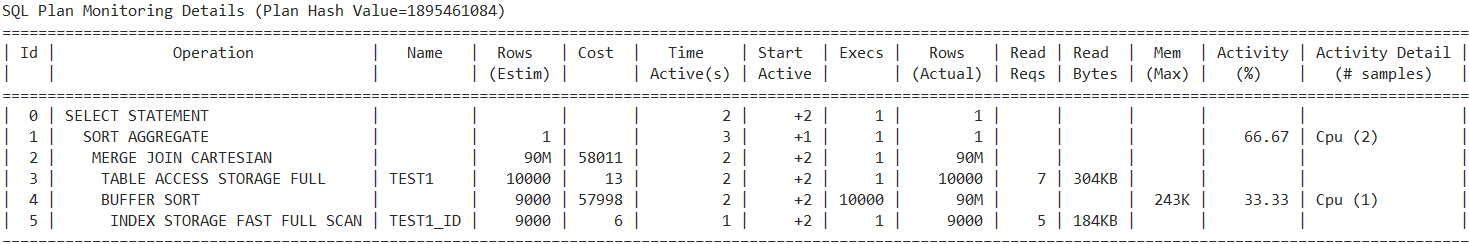 SQL Plan Monitoring Details (Plan Hash Value=1895461084)
=========================================================================================================================================================
| Id |             Operation              |   Name   |  Rows   | Cost  |   Time    | Start  | Execs |   Rows   | Read | Read  |  Mem  | Activity | Activity Detail |
|    |                                    |          | (Estim) |       | Active(s) | Active |       | (Actual) | Reqs | Bytes | (Max) |   (%)    |   (# samples)   |
=========================================================================================================================================================
|  0 | SELECT STATEMENT                   |          |         |       |         2 |     +2 |     1 |        1 |      |       |       |          |                 |
|  1 |   SORT AGGREGATE                   |          |       1 |       |         3 |     +1 |     1 |        1 |      |       |       |    66.67 | Cpu (2)         |
|  2 |    MERGE JOIN CARTESIAN            |          |     90M | 58011 |         2 |     +2 |     1 |      90M |      |       |       |          |                 |
|  3 |     TABLE ACCESS STORAGE FULL      | TEST1    |   10000 |    13 |         2 |     +2 |     1 |    10000 |    7 | 304KB |       |          |                 |
|  4 |     BUFFER SORT                    |          |    9000 | 57998 |         2 |     +2 | 10000 |      90M |      |       |  243K |    33.33 | Cpu (1)         |
|  5 |      INDEX STORAGE FAST FULL SCAN  | TEST1_ID |    9000 |     6 |         1 |     +2 |     1 |     9000 |    5 | 184KB |       |          |                 |
=========================================================================================================================================================